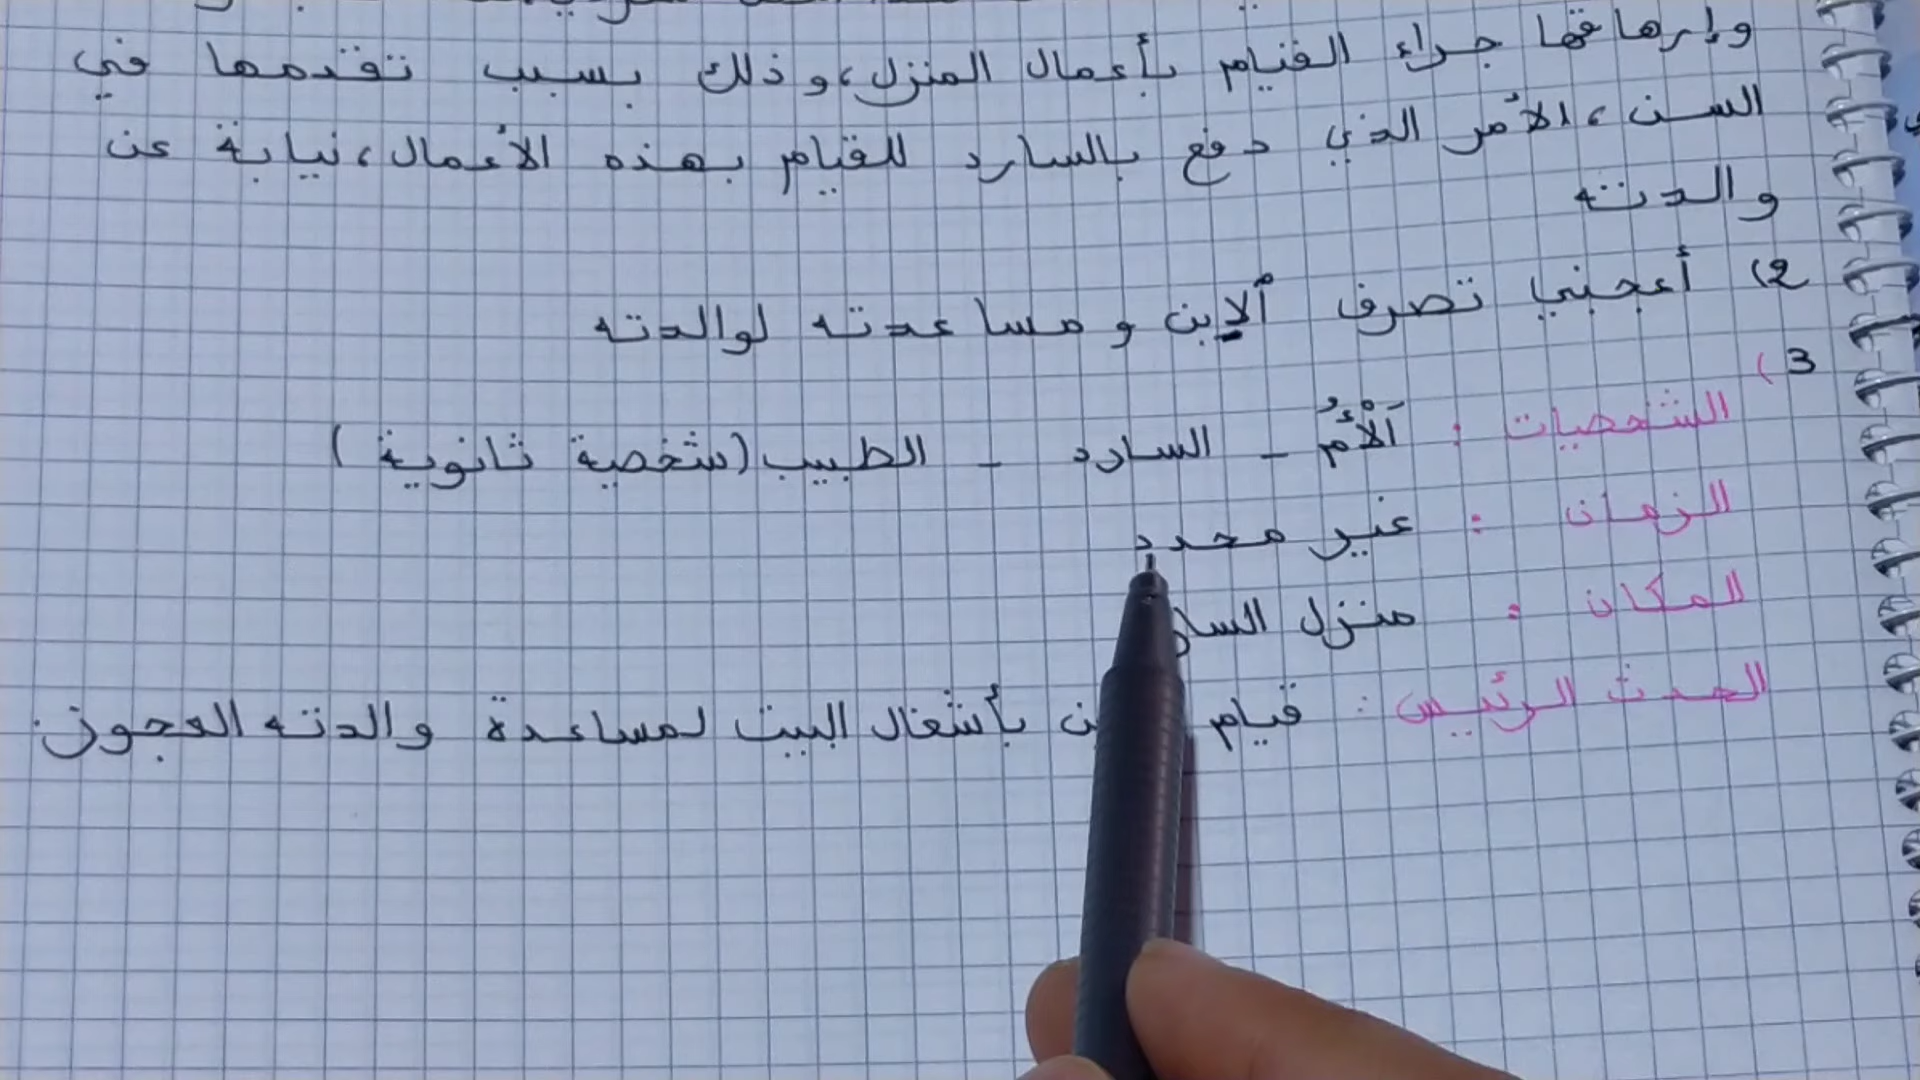 وإرهاقها جراء القيام بأعمال المنزل، وذلك بسبب تقدمها في
السن، الأمر الذي دفع بالسارد للقيام بهذه الأعمال، نيابة عن
والدته
2) أعجبني تصرف ألابن ومساعدته لوالدته
3)
الشخصيات : اَلْأُم - السارد - الطبيب (شخصية ثانوية)
الزمان : غير محدد
المكان : منزل
الحدث الرئيس : قيام بأشغال البيت لمساعدة والدته العجوز.